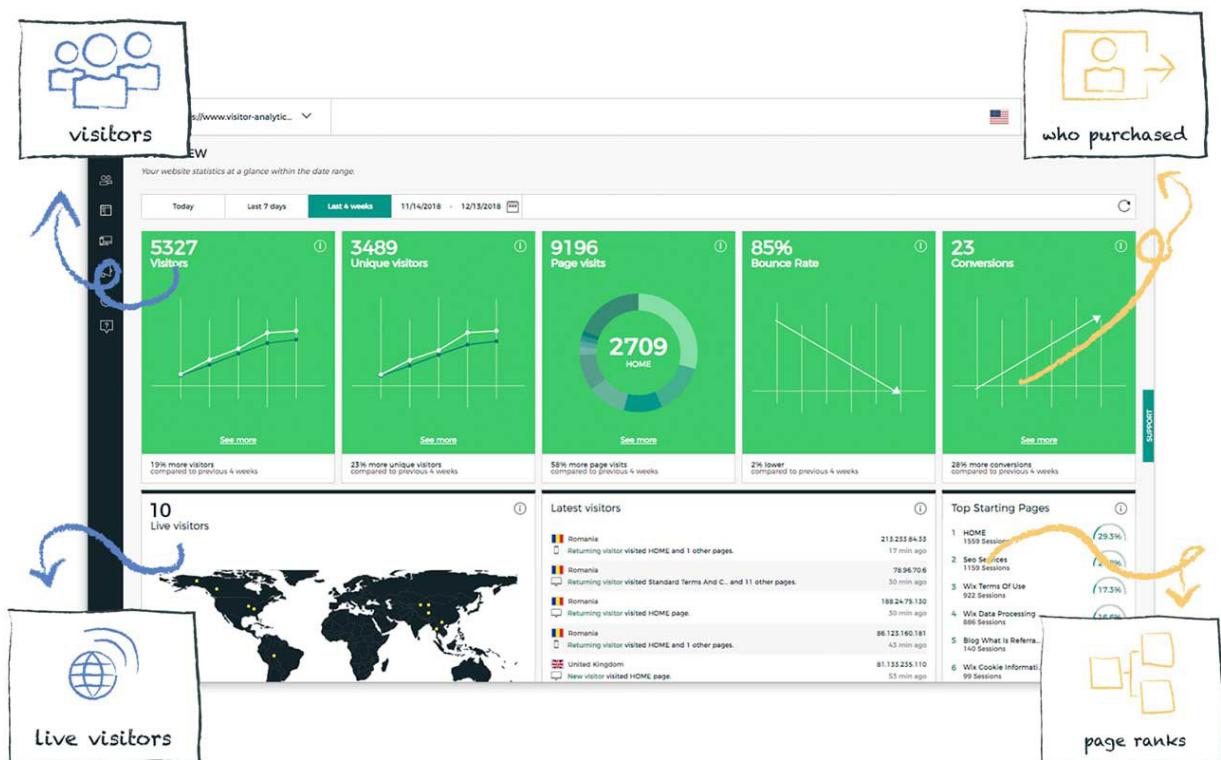 visitors
who purchased
s://www.visitor-analytic...
Your website statistics at a glance within the date range.
Today
Last 7 days
Last 4 weeks
11/14/2018 - 12/13/2018
5327
Visitors
See more
19% more visitors
compared to previous 4 weeks
3489
Unique visitors
See more
23% more unique visitors
compared to previous 4 weeks
9196
Page visits
2709
HOME
See more
58% more page visits
compared to previous 4 weeks
85%
Bounce Rate
2% lower
compared to previous 4 weeks
23
Conversions
See more
28% more conversions
compared to previous 4 weeks
SUPPORT
10
Live visitors
Latest visitors
Romania
213.233.84.33
Returning visitor visited HOME and 1 other pages.
17 min ago
Romania
78.96.70.6
Returning visitor visited Standard Terms And C... and 11 other pages.
30 min ago
Romania
188.24.75.130
Returning visitor visited HOME page.
30 min ago
Romania
86.123.160.181
Returning visitor visited HOME and 1 other pages.
43 min ago
United Kingdom
81.133.235.110
New visitor visited HOME page.
53 min ago
Top Starting Pages
1 HOME
1559 Sessions
29.3%
2 Seo Services
1159 Sessions
3 Wix Terms Of Use
922 Sessions
17.3%
4 Wix Data Processing
886 Sessions
16.6%
5 Blog What Is Referra...
140 Sessions
6 Wix Cookie Informati...
99 Sessions
live visitors
page ranks